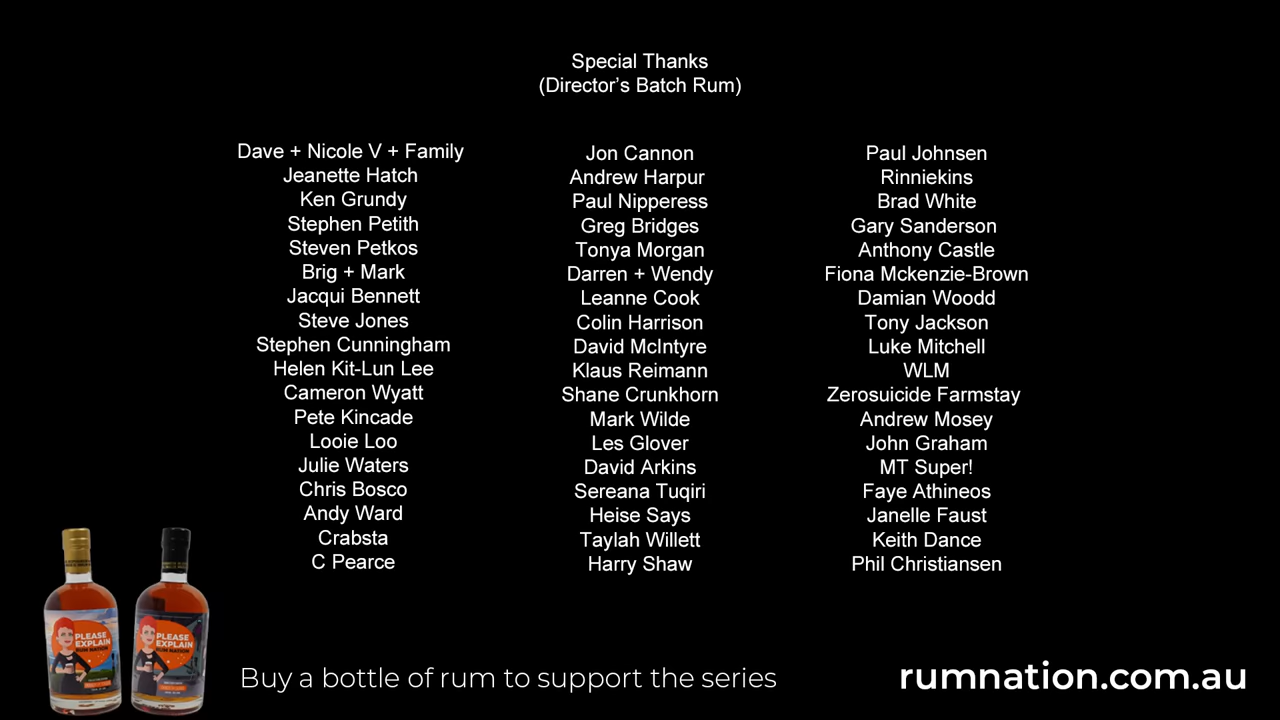 Special Thanks
(Director's Batch Rum)
Dave + Nicole V + Family
Jeanette Hatch
Ken Grundy
Stephen Petith
Steven Petkos
Brig + Mark
Jacqui Bennett
Steve Jones
Stephen Cunningham
Helen Kit-Lun Lee
Cameron Wyatt
Pete Kincade
Looie Loo
Julie Waters
Chris Bosco
Andy Ward
Crabsta
C Pearce
Jon Cannon
Andrew Harpur
Paul Nipperess
Greg Bridges
Tonya Morgan
Darren + Wendy
Leanne Cook
Colin Harrison
David McIntyre
Klaus Reimann
Shane Crunkhorn
Mark Wilde
Les Glover
David Arkins
Sereana Tuqiri
Heise Says
Taylah Willett
Harry Shaw
Paul Johnsen
Rinniekins
Brad White
Gary Sanderson
Anthony Castle
Fiona Mckenzie-Brown
Damian Woodd
Tony Jackson
Luke Mitchell
WLM
Zerosuicide Farmstay
Andrew Mosey
John Graham
MT Super!
Faye Athineos
Janelle Faust
Keith Dance
Phil Christiansen
PLEASE
EXPLAIN
RUM NATION
PLEASE
EXPLAIN
RUM NATION
Buy a bottle of rum to support the series
rumnation.com.au